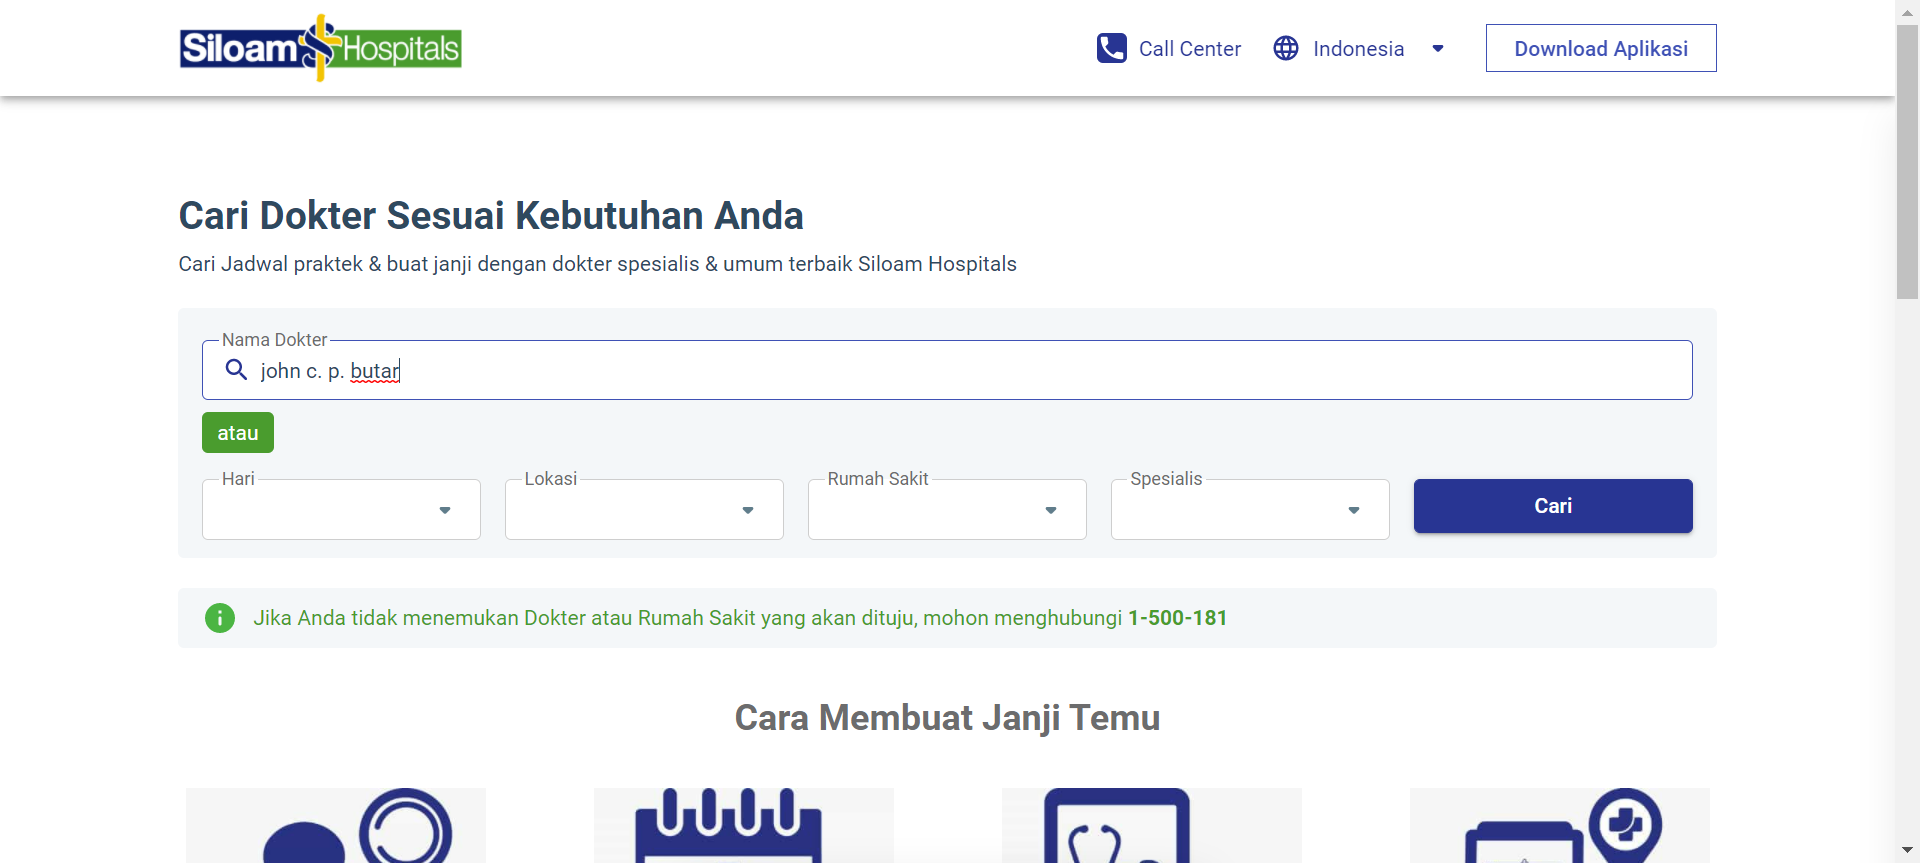 Siloam Hospitals
Call Center
Indonesia
Download Aplikasi
Cari Dokter Sesuai Kebutuhan Anda
Cari Jadwal praktek & buat janji dengan dokter spesialis & umum terbaik Siloam Hospitals
Nama Dokter
john c. p. butar
atau
Hari
Lokasi
Rumah Sakit
Spesialis
Cari
Jika Anda tidak menemukan Dokter atau Rumah Sakit yang akan dituju, mohon menghubungi 1-500-181
Cara Membuat Janji Temu